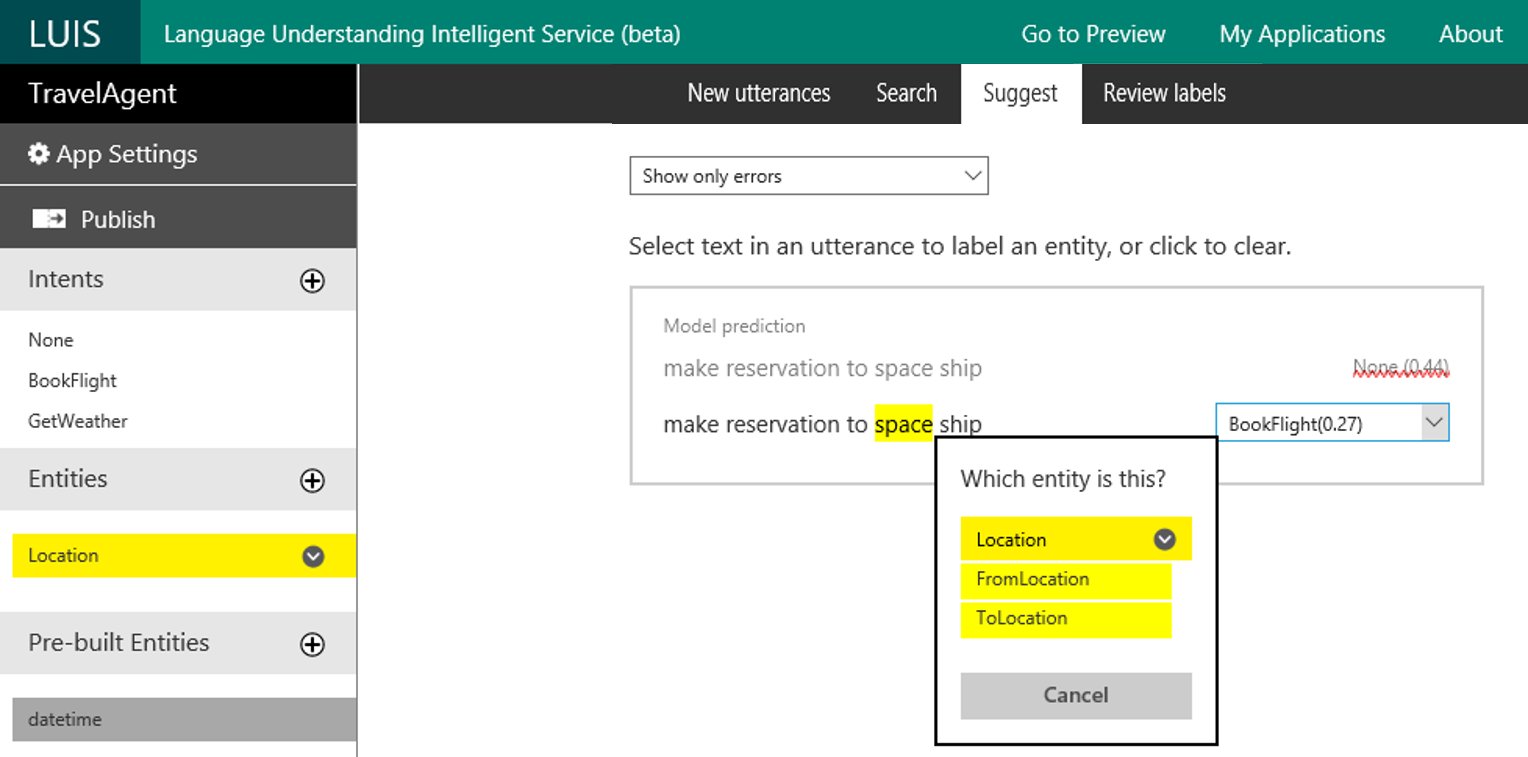 LUIS
Language Understanding Intelligent Service (beta)
Go to Preview
My Applications
About
TravelAgent
New utterances
Search
Suggest
Review labels
App Settings
Publish
Intents
None
BookFlight
GetWeather
Entities
Location
Pre-built Entities
datetime
Show only errors
Select text in an utterance to label an entity, or click to clear.
Model prediction
make reservation to space ship
None (0.44)
make reservation to space ship
BookFlight(0.27)
Which entity is this?
Location
FromLocation
ToLocation
Cancel